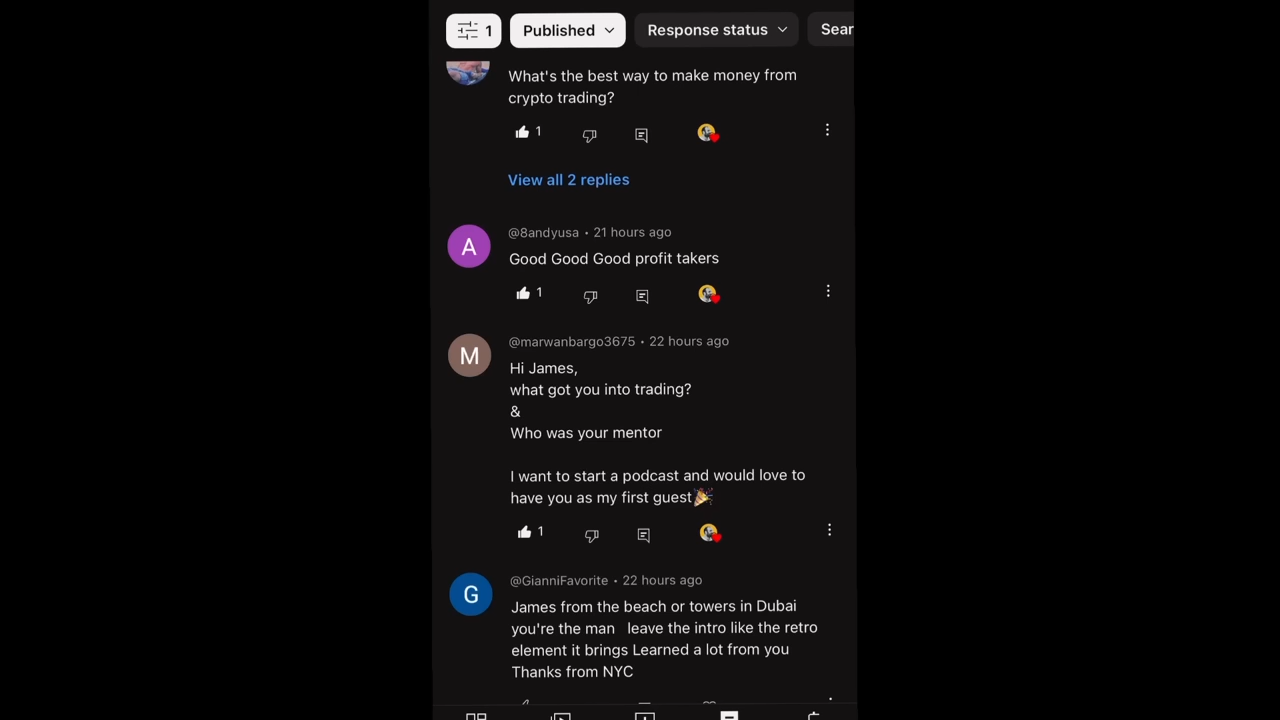 1
Published
Response status
Sear
What's the best way to make money from
crypto trading?
1
View all 2 replies
A
@8andyusa • 21 hours ago
Good Good Good profit takers
1
M
@marwanbargo3675 • 22 hours ago
Hi James,
what got you into trading?
&
Who was your mentor
I want to start a podcast and would love to
have you as my first guest🎉
1
G
@GianniFavorite • 22 hours ago
James from the beach or towers in Dubai
you're the man leave the intro like the retro
element it brings Learned a lot from you
Thanks from NYC